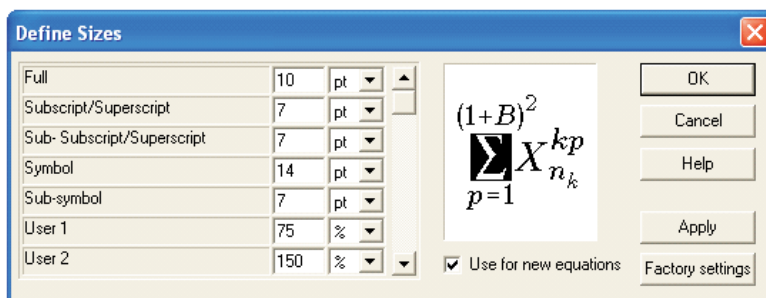 Define Sizes
Full 10 pt
Subscript/Superscript 7 pt
Sub- Subscript/Superscript 7 pt
Symbol 14 pt
Sub-symbol 7 pt
User 1 75 %
User 2 150 %
(1+B)²
∑ X kp n k
p=1
Use for new equations
OK
Cancel
Help
Apply
Factory settings